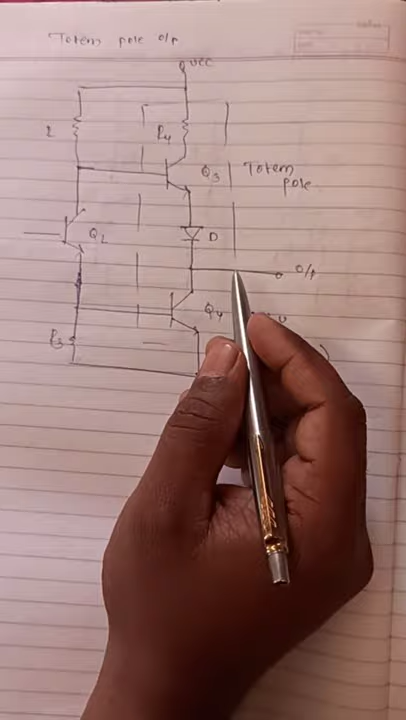 Totem pole o/p
VCC
R4
Q3
Totem
pole
Q2
D
o/p
Q4
R3